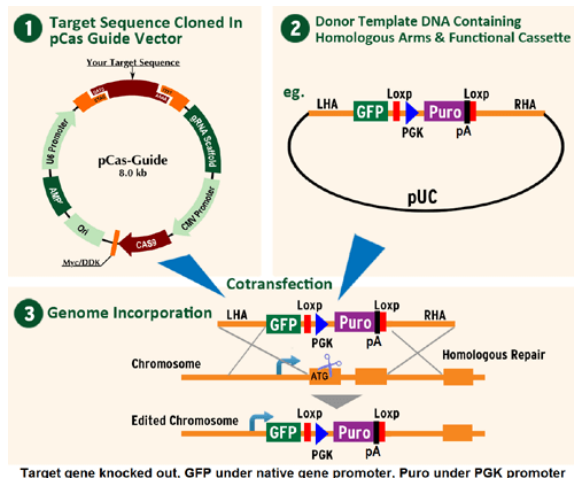 1 Target Sequence Cloned In
pCas Guide Vector
Your Target Sequence
U6 Promoter
pRNA Scaffold
pCas-Guide
8.0 kb
AMPʳ
CMV Promoter
Ori
CAS9
Myc/DDK
2 Donor Template DNA Containing
Homologous Arms & Functional Cassette
eg.
Loxp Loxp
LHA GFP Puro RHA
PGK pA
pUC
Cotransfection
3 Genome Incorporation
Loxp Loxp
LHA GFP Puro RHA
PGK pA
Chromosome
Homologous Repair
ATG
Edited Chromosome
Loxp Loxp
GFP Puro
PGK pA
Target gene knocked out, GFP under native gene promoter, Puro under PGK promoter